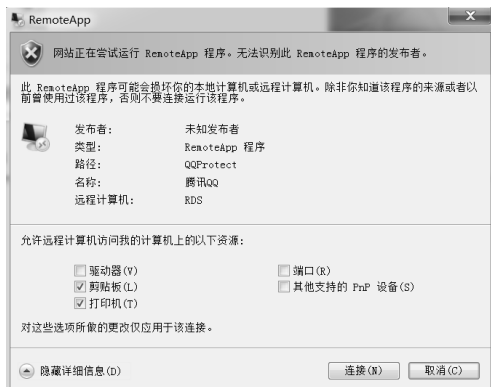 RemoteApp
网站正在尝试运行 RemoteApp 程序。无法识别此 RemoteApp 程序的发布者。
此 RemoteApp 程序可能会损坏你的本地计算机或远程计算机。除非你知道该程序的来源或者以
前曾使用过该程序，否则不要连接运行该程序。
发布者: 未知发布者
类型: RemoteApp 程序
路径: QQProtect
名称: 腾讯QQ
远程计算机: RDS
允许远程计算机访问我的计算机上的以下资源:
驱动器(V) 端口(R)
剪贴板(L) 其他支持的 PnP 设备(S)
打印机(T)
对这些选项所做的更改仅应用于该连接。
隐藏详细信息(D) 连接(N) 取消(C)